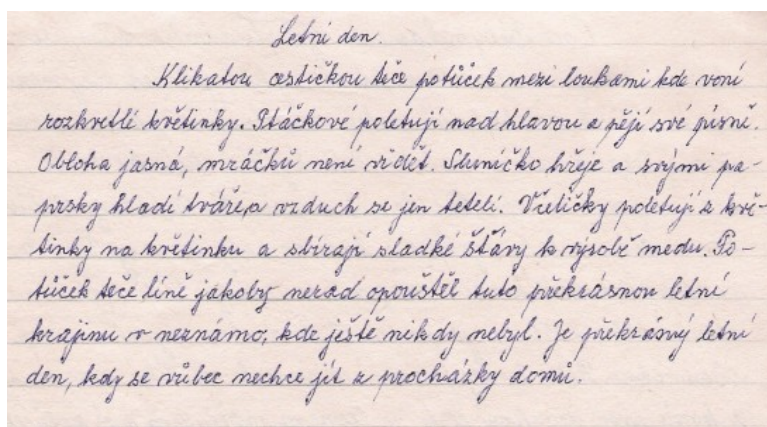 Letní den.
Klikatou cestičkou teče potůček mezi loukami kde voní
rozkvetlé květinky. Ptáčkové poletují nad hlavou a pějí své písně.
Obloha jasná, mráčků není vidět. Sluníčko hřeje a svými pa-
prsky hladí tváře, a vzduch se jen tetelí. Včeličky poletují z kvě-
tinky na květinku a sbírají sladké šťávy k výrobě medu. Po-
tůček teče líně jakoby nerad opouštěl tuto překrásnou letní
krajinu v neznámo, kde ještě nikdy nebyl. Je překrásný letní
den, kdy se vůbec nechce jít z procházky domů.